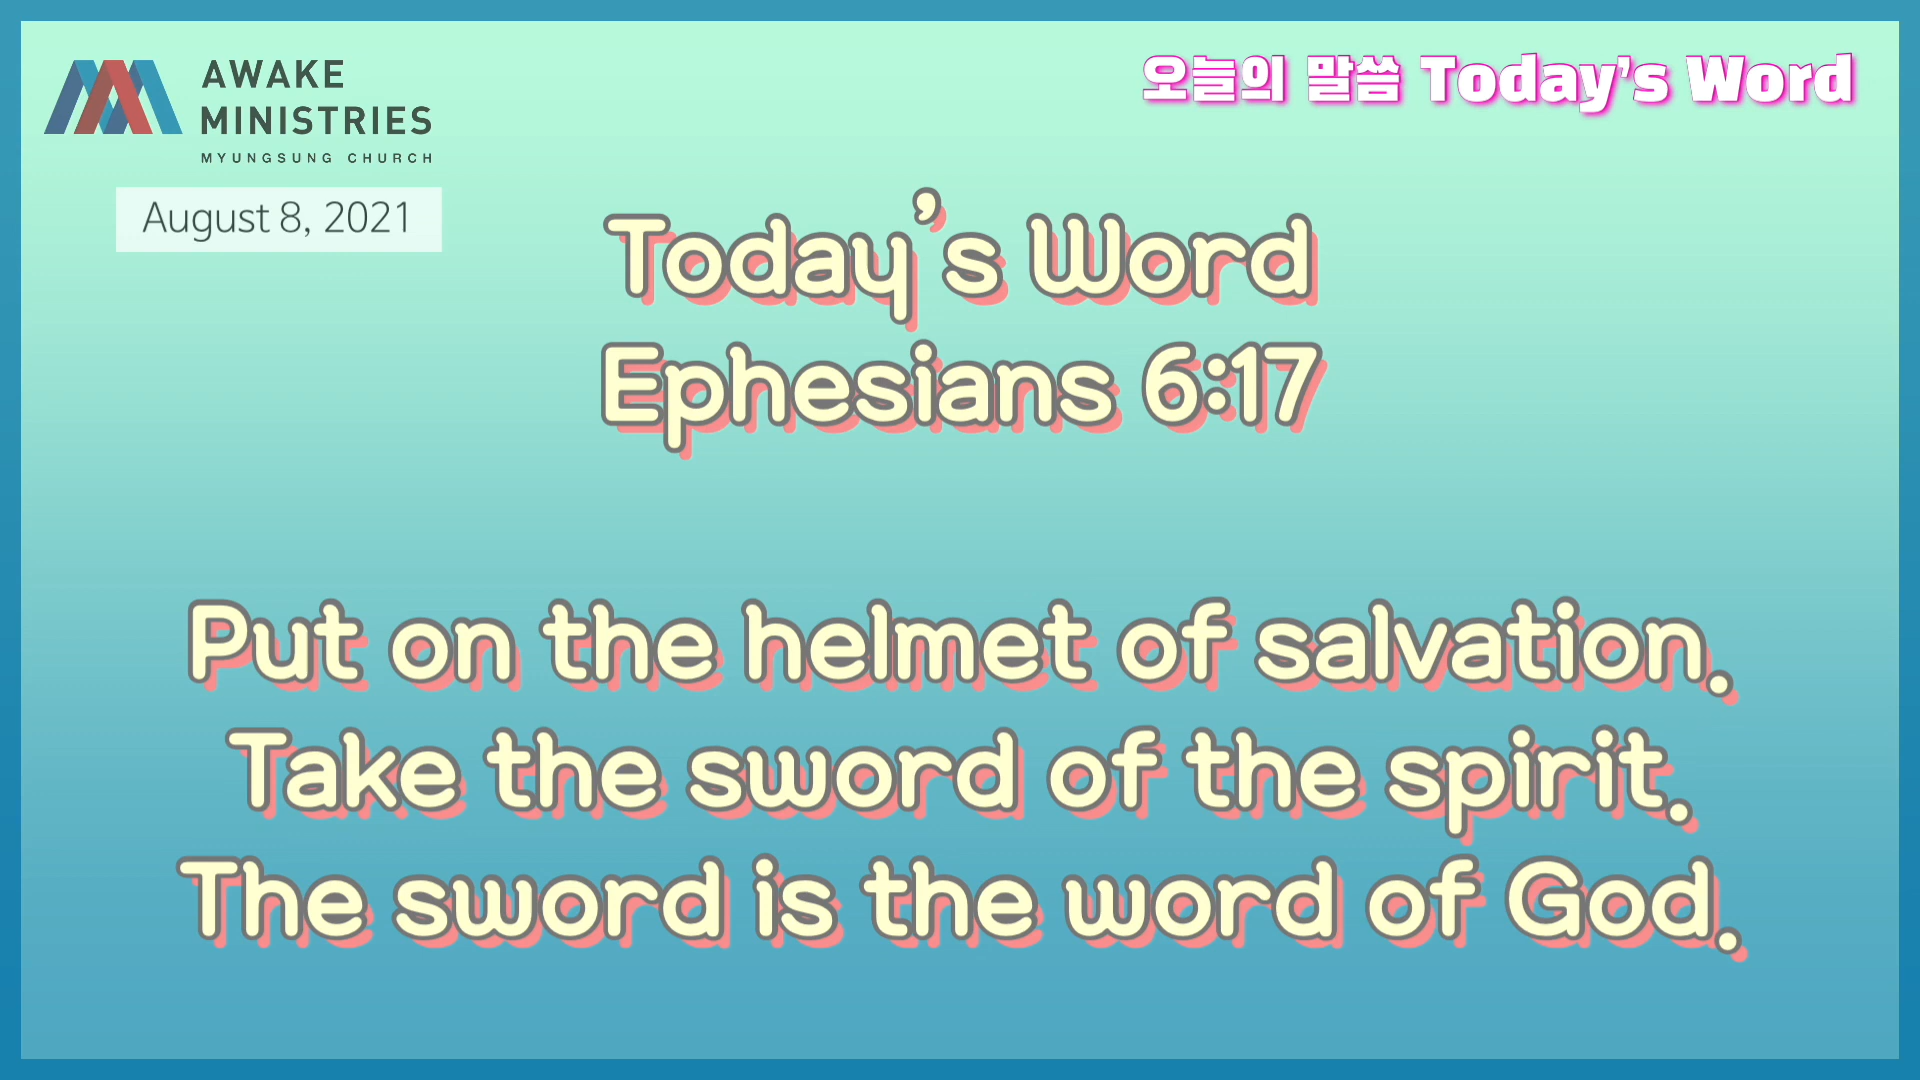 AWAKE
MINISTRIES
MYUNGSUNG CHURCH
오늘의 말씀 Today's Word
August 8, 2021
Today's Word
Ephesians 6:17
Put on the helmet of salvation.
Take the sword of the spirit.
The sword is the word of God.